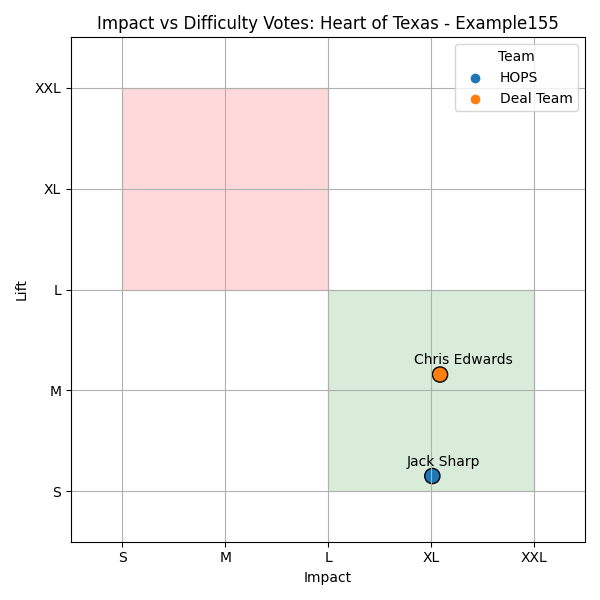 Impact vs Difficulty Votes: Heart of Texas - Example155
Team
HOPS
Deal Team
XXL
XL
L
M
S
Lift
Chris Edwards
Jack Sharp
S
M
L
XL
XXL
Impact